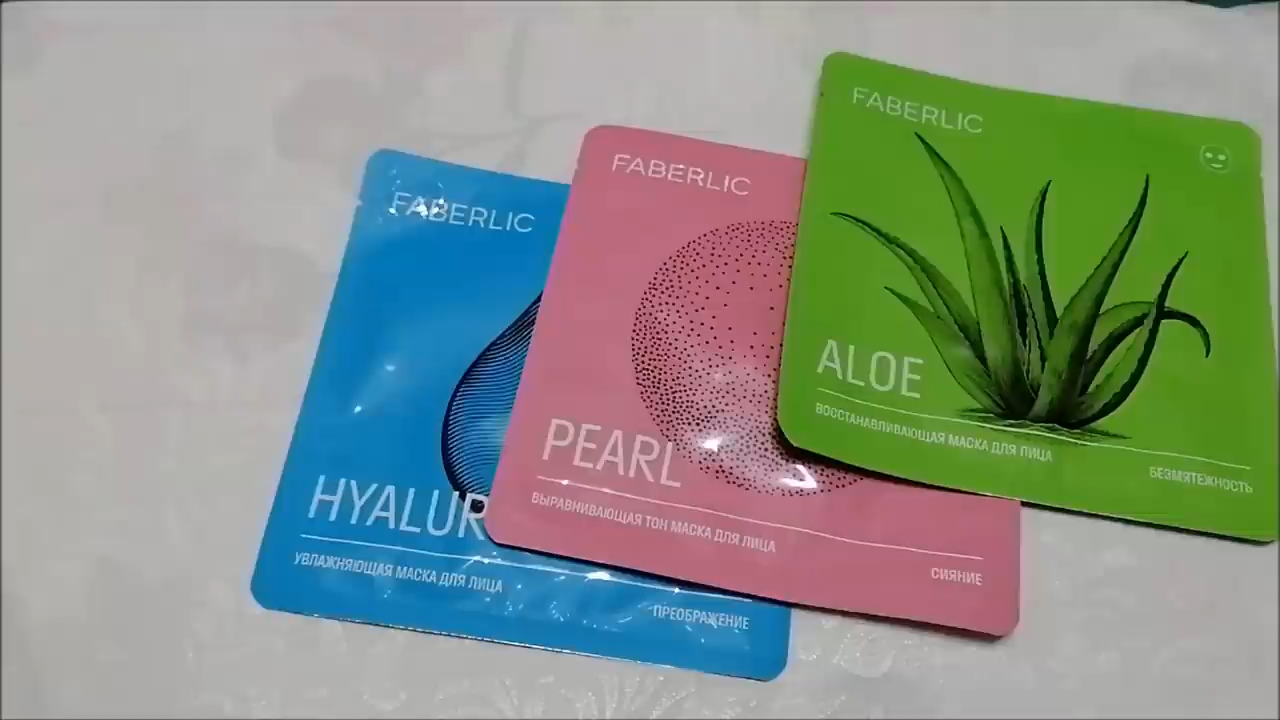 FABERLIC
HYALUR
УВЛАЖНЯЮЩАЯ МАСКА ДЛЯ ЛИЦА
ПРЕОБРАЖЕНИЕ
FABERLIC
PEARL
ВЫРАВНИВАЮЩАЯ ТОН МАСКА ДЛЯ ЛИЦА
СИЯНИЕ
FABERLIC
ALOE
ВОССТАНАВЛИВАЮЩАЯ МАСКА ДЛЯ ЛИЦА
БЕЗМЯТЕЖНОСТЬ